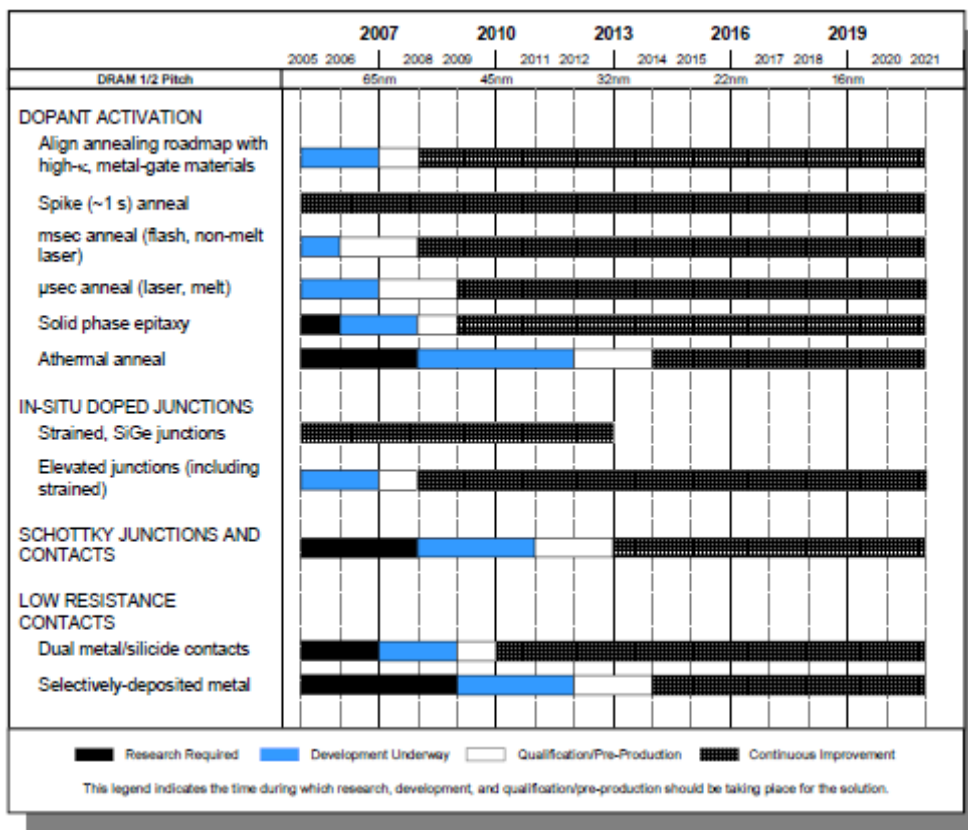 2007 2010 2013 2016 2019
2005 2006 2008 2009 2011 2012 2014 2015 2017 2018 2020 2021
DRAM 1/2 Pitch 65nm 45nm 32nm 22nm 16nm
DOPANT ACTIVATION
Align annealing roadmap with
high-κ, metal-gate materials
Spike (~1 s) anneal
msec anneal (flash, non-melt
laser)
µsec anneal (laser, melt)
Solid phase epitaxy
Athermal anneal
IN-SITU DOPED JUNCTIONS
Strained, SiGe junctions
Elevated junctions (including
strained)
SCHOTTKY JUNCTIONS AND
CONTACTS
LOW RESISTANCE
CONTACTS
Dual metal/silicide contacts
Selectively-deposited metal
Research Required Development Underway Qualification/Pre-Production Continuous Improvement
This legend indicates the time during which research, development, and qualification/pre-production should be taking place for the solution.